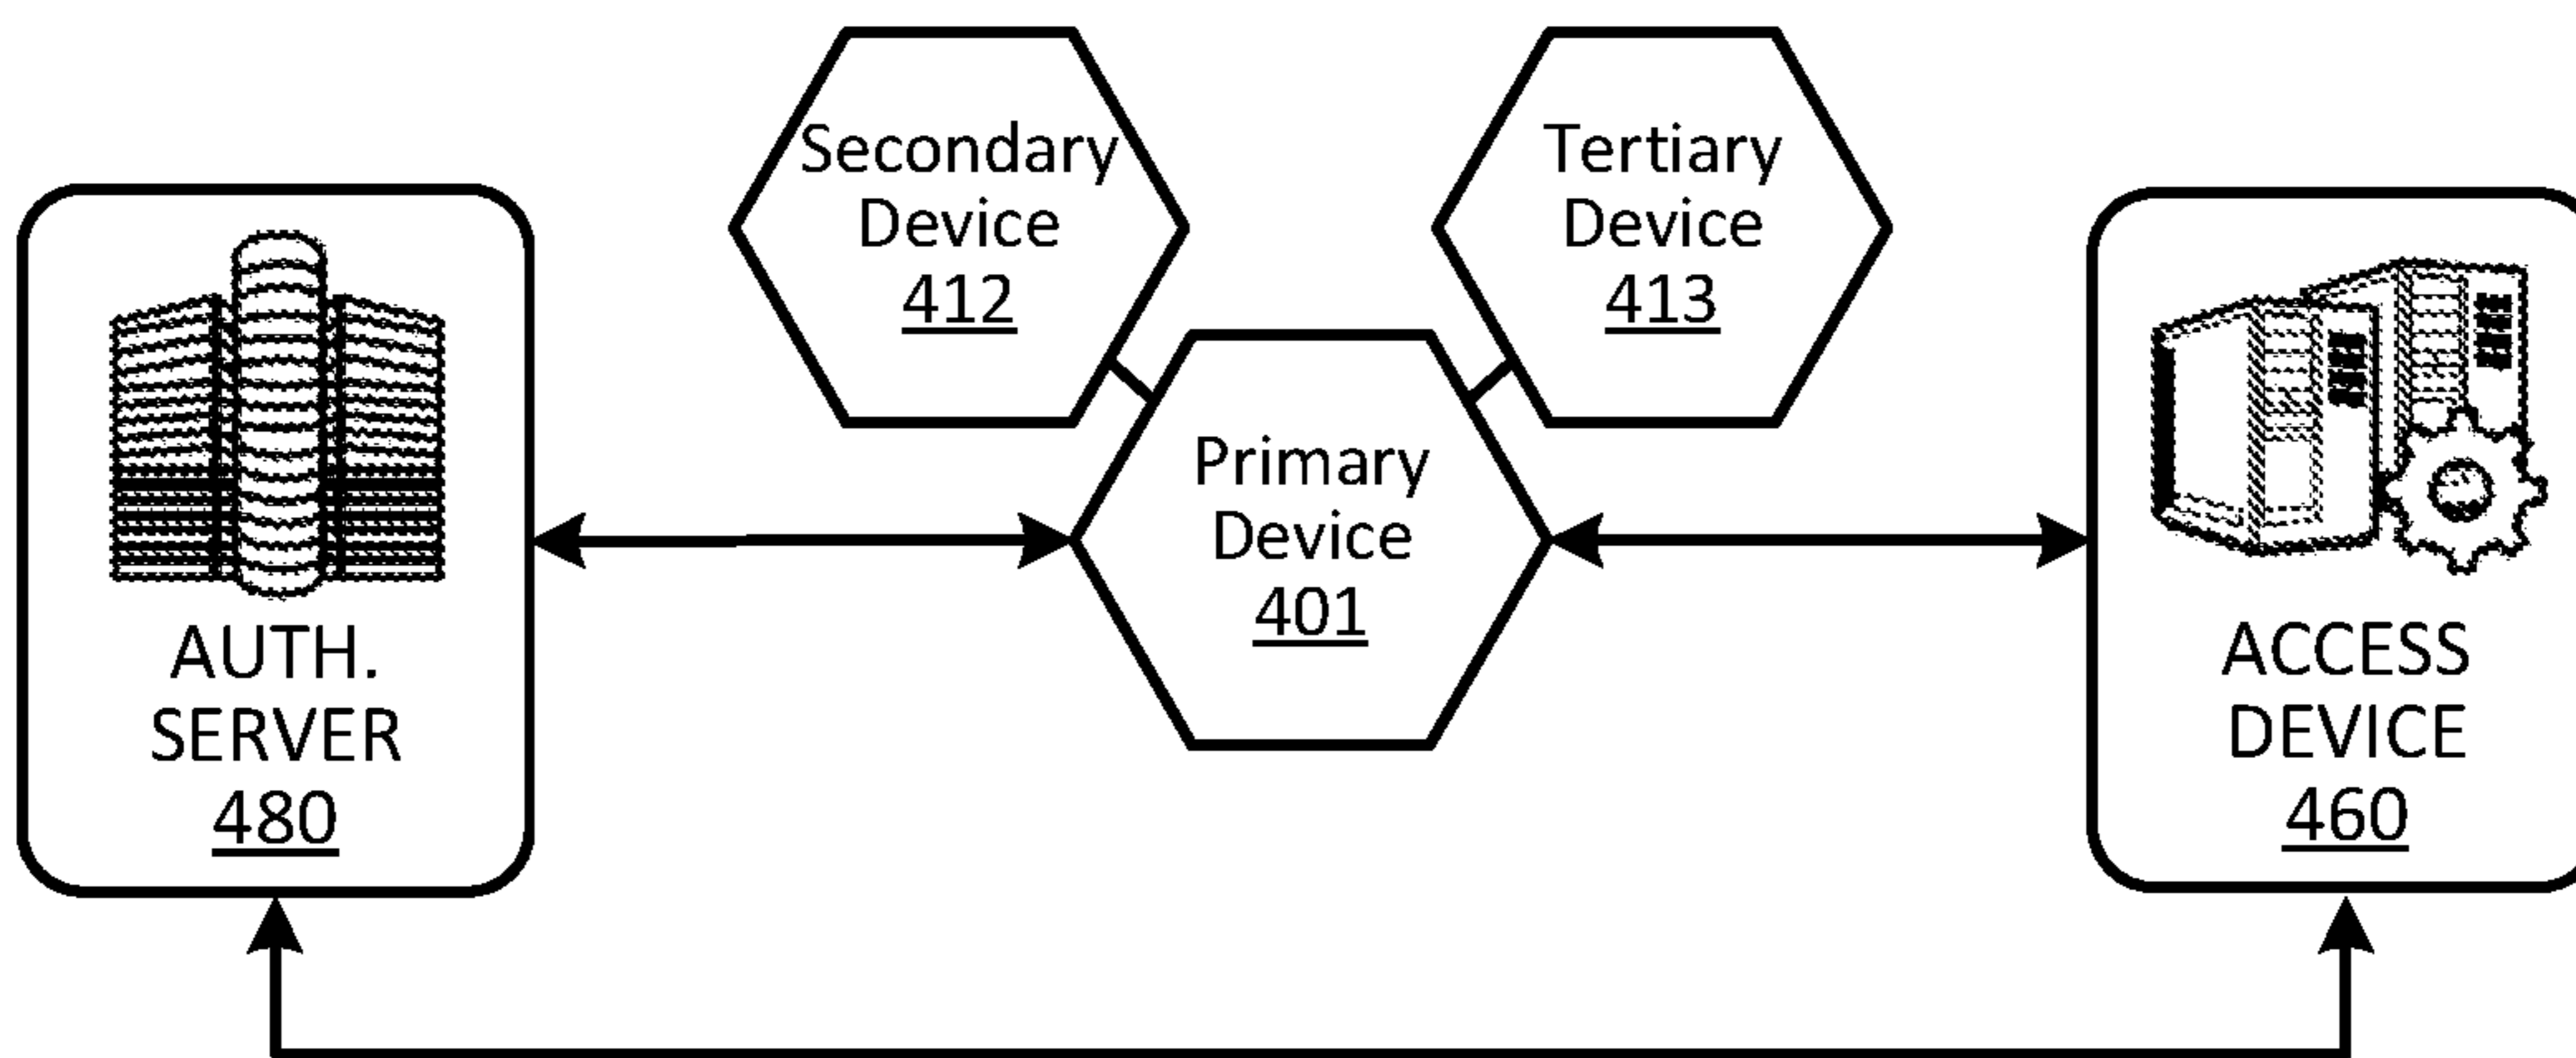 Secondary
Device
412
Tertiary
Device
413
Primary
Device
401
AUTH.
SERVER
480
ACCESS
DEVICE
460